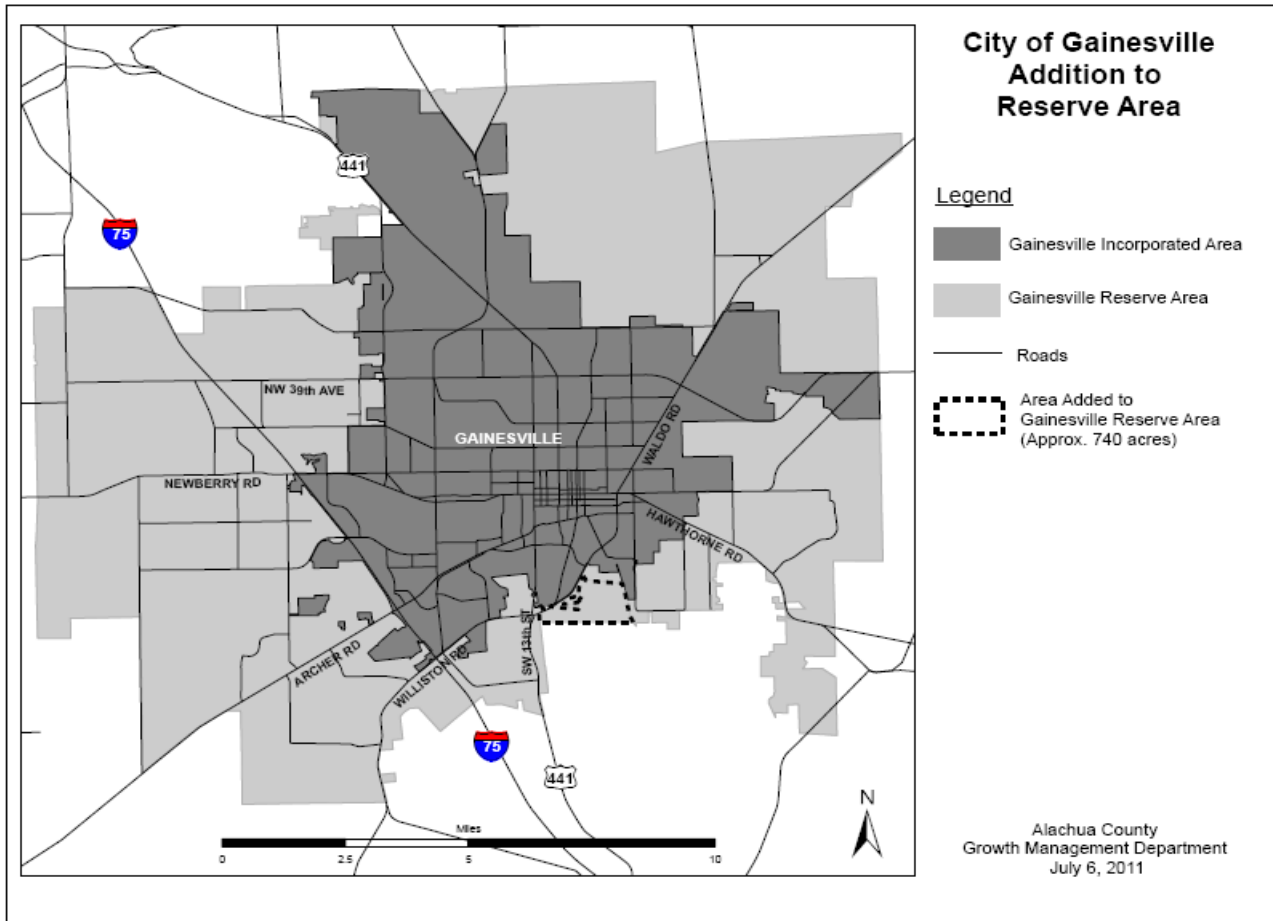 City of Gainesville
Addition to
Reserve Area
Legend
Gainesville Incorporated Area
Gainesville Reserve Area
Roads
Area Added to
Gainesville Reserve Area
(Approx. 740 acres)
441
75
NW 39th AVE
GAINESVILLE
WALDO RD
NEWBERRY RD
HAWTHORNE RD
SW 13th ST
ARCHER RD
WILLISTON RD
75
441
N
Miles
0 2.5 5 10
Alachua County
Growth Management Department
July 6, 2011